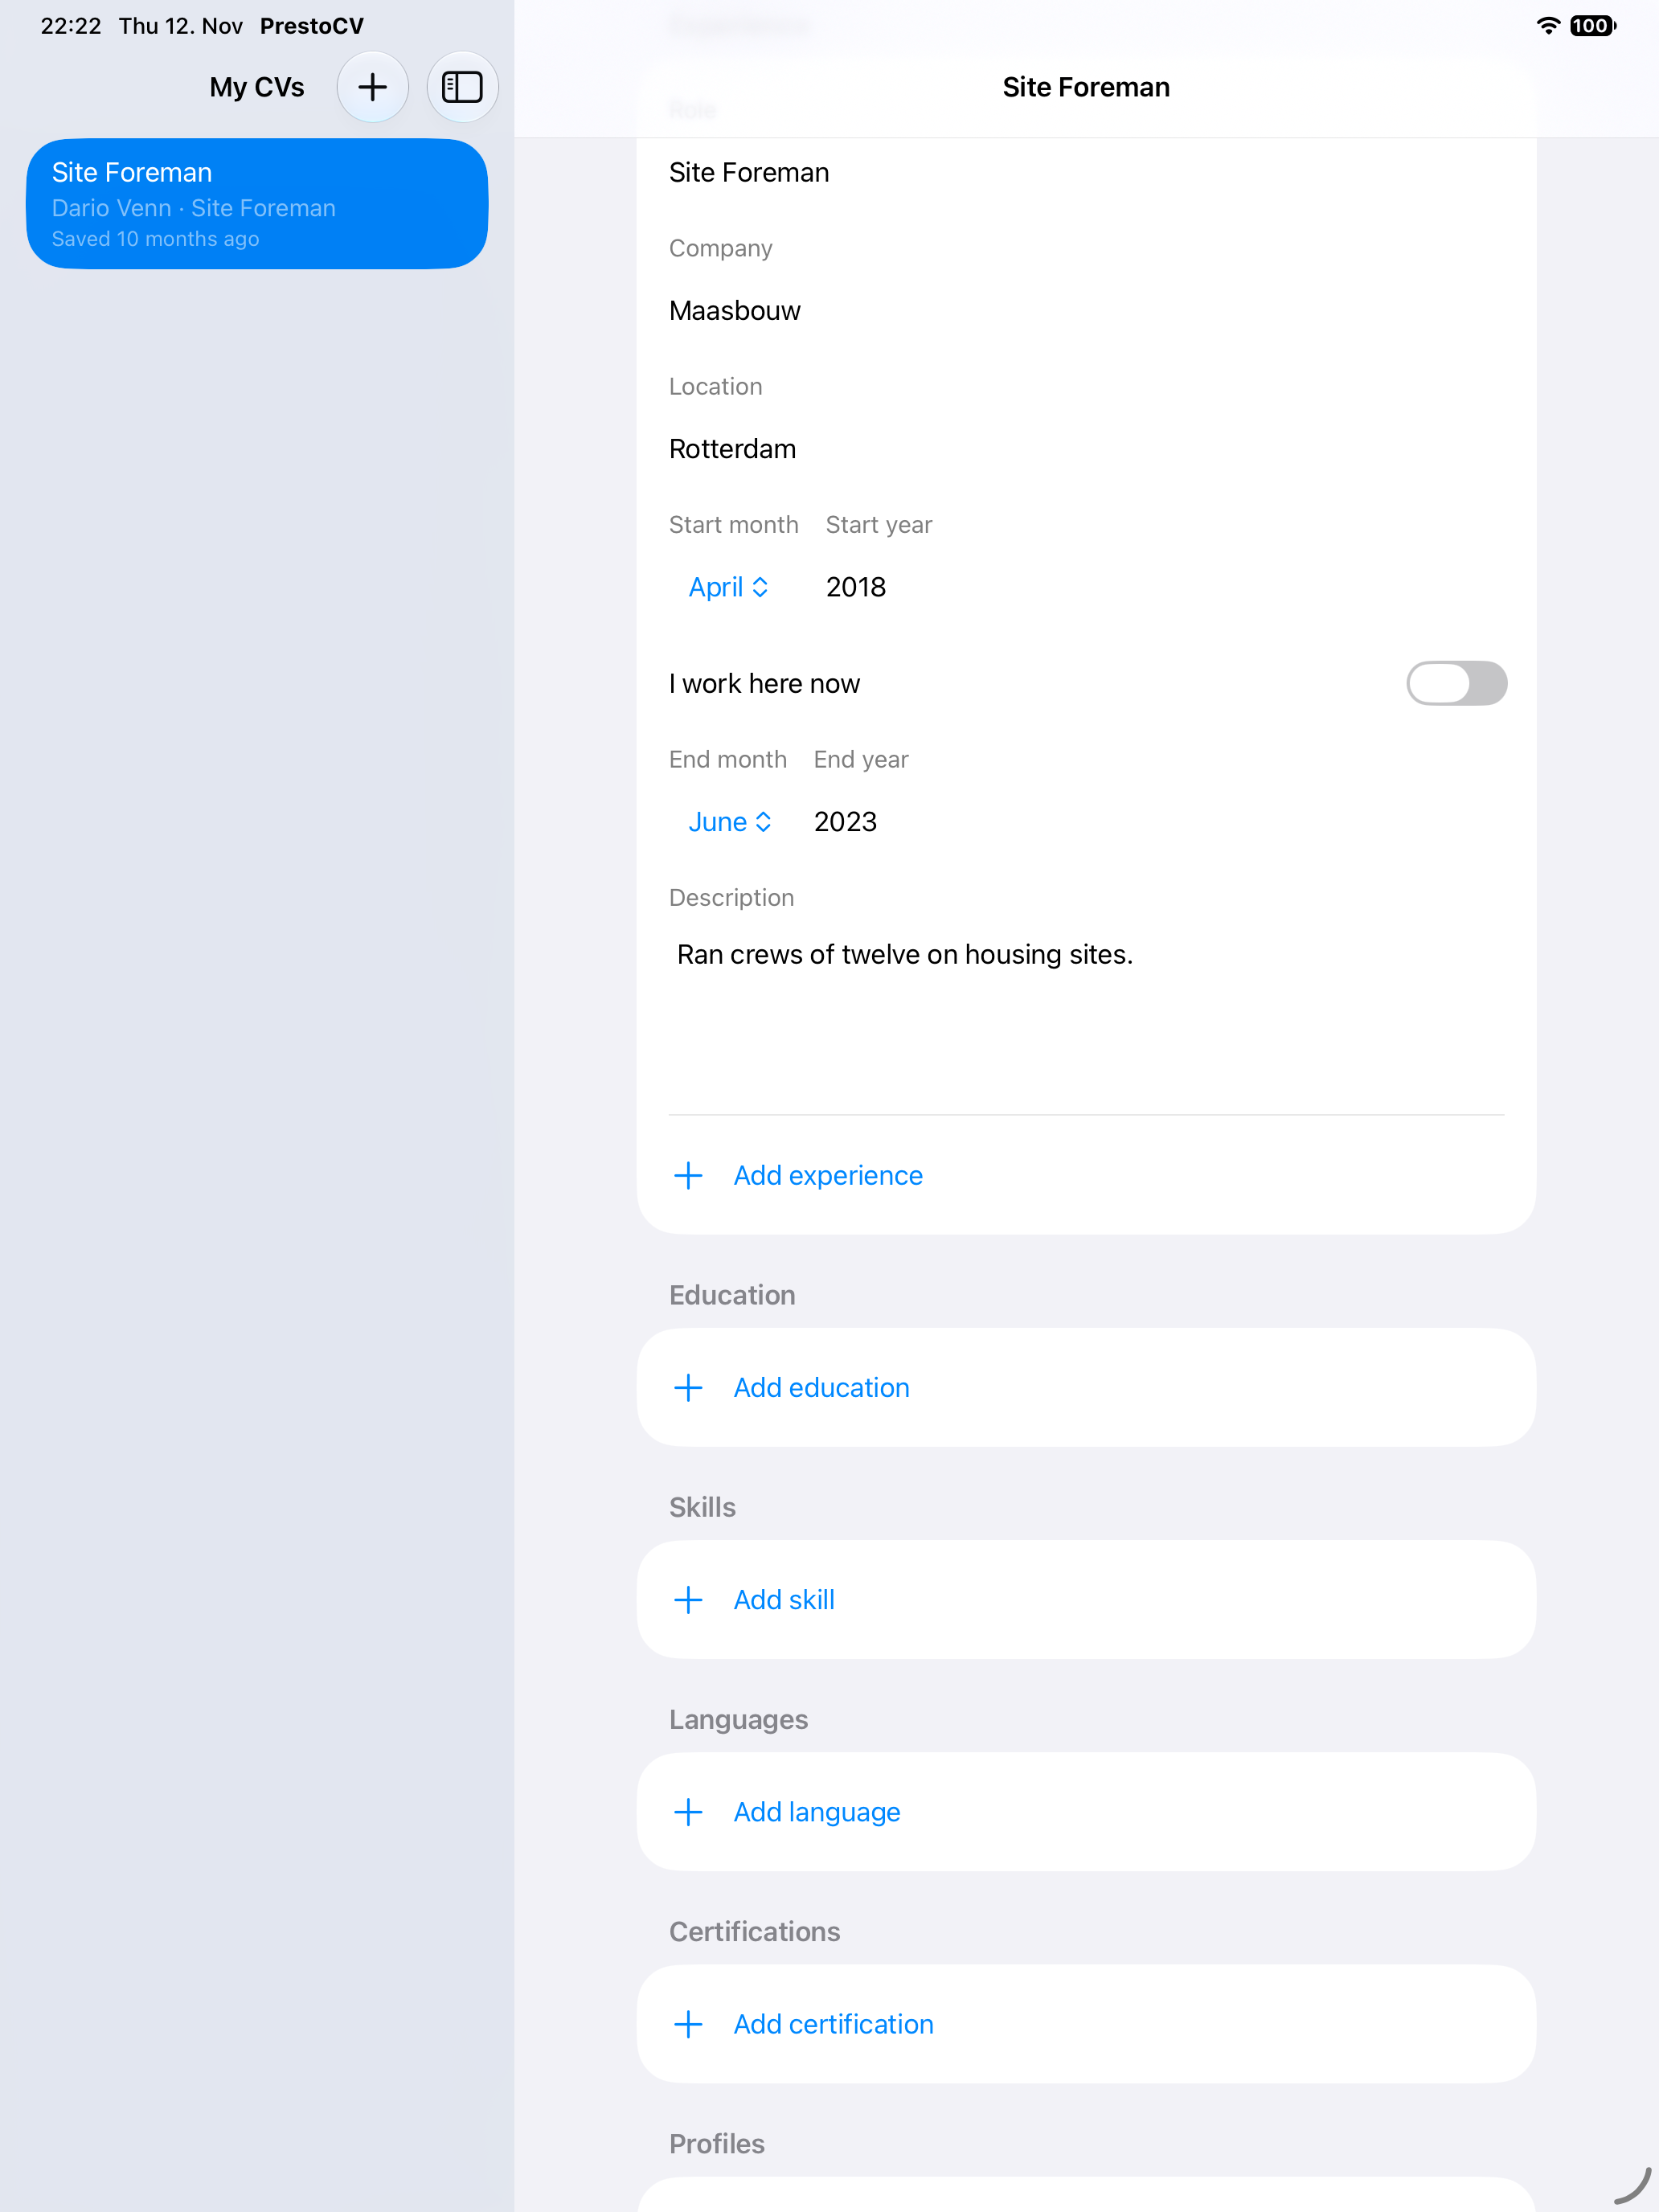 22:22 Thu 12. Nov PrestoCV
100
My CVs
Site Foreman
Dario Venn · Site Foreman
Saved 10 months ago
Site Foreman
Role
Site Foreman
Company
Maasbouw
Location
Rotterdam
Start month Start year
April 2018
I work here now
End month End year
June 2023
Description
Ran crews of twelve on housing sites.
Add experience
Education
Add education
Skills
Add skill
Languages
Add language
Certifications
Add certification
Profiles